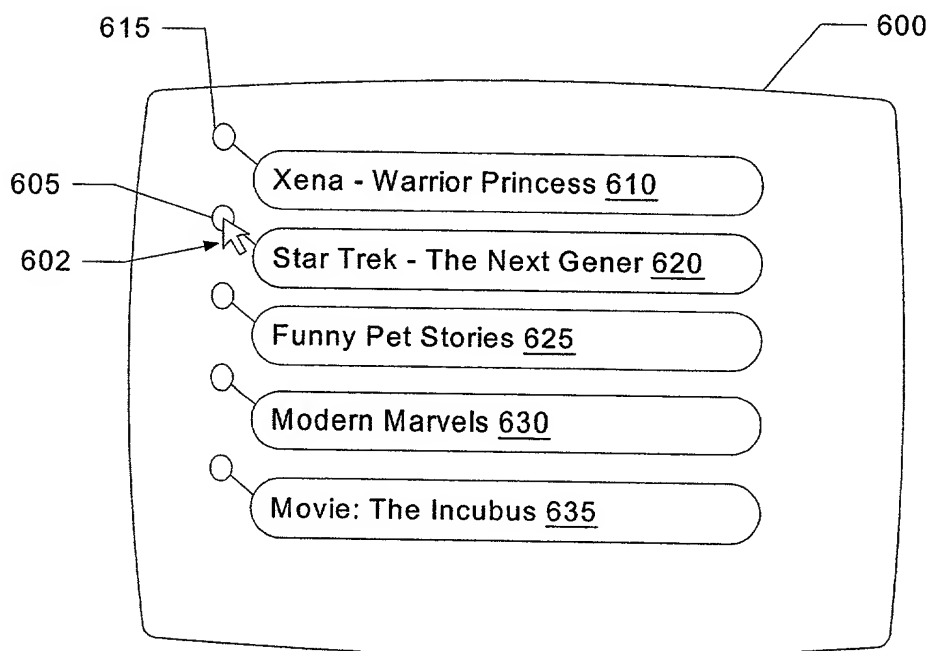 615
600
Xena - Warrior Princess 610
605
Star Trek - The Next Gener 620
602
Funny Pet Stories 625
Modern Marvels 630
Movie: The Incubus 635